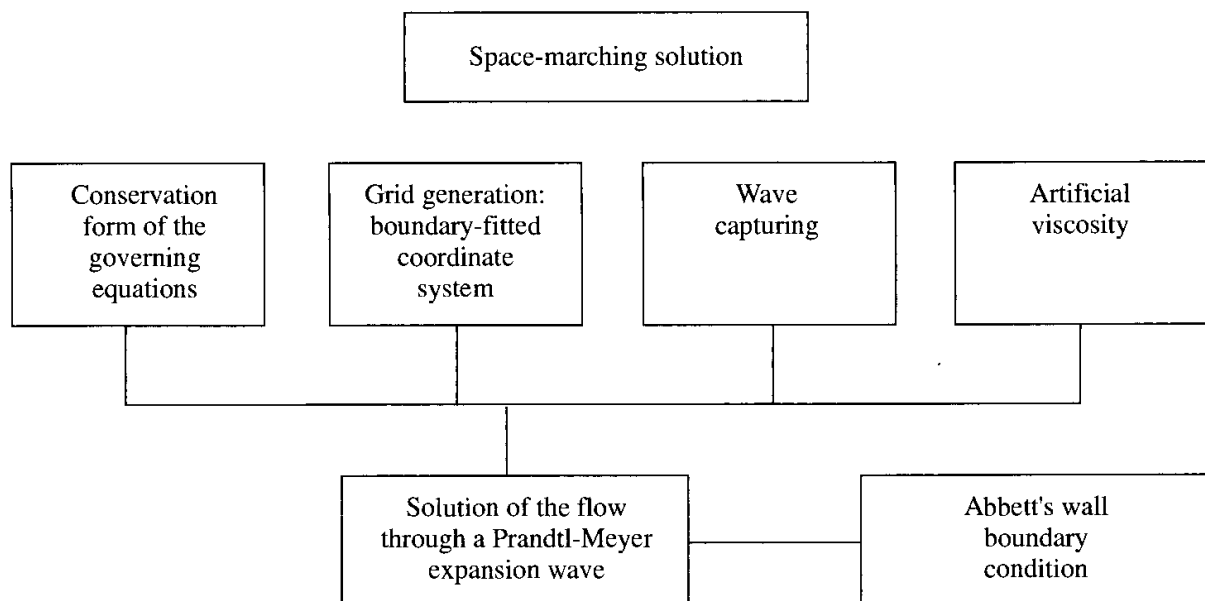 Space-marching solution
Conservation
form of the
governing
equations
Grid generation:
boundary-fitted
coordinate
system
Wave
capturing
Artificial
viscosity
Solution of the flow
through a Prandtl-Meyer
expansion wave
Abbett's wall
boundary
condition